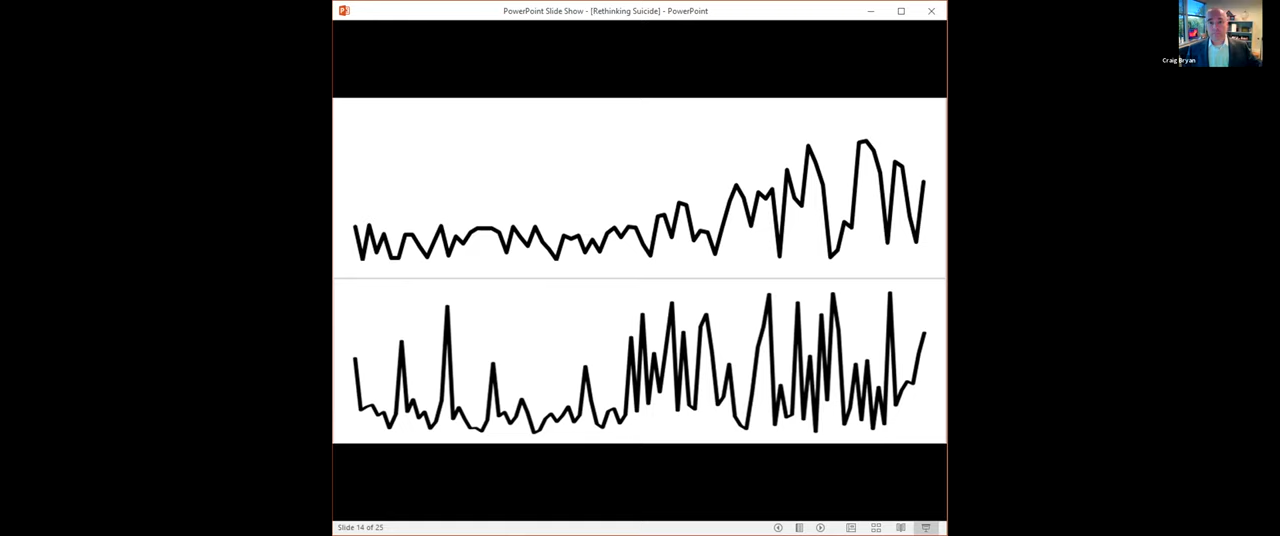 PowerPoint Slide Show - [Rethinking Suicide] - PowerPoint
Craig Bryan
Slide 14 of 25